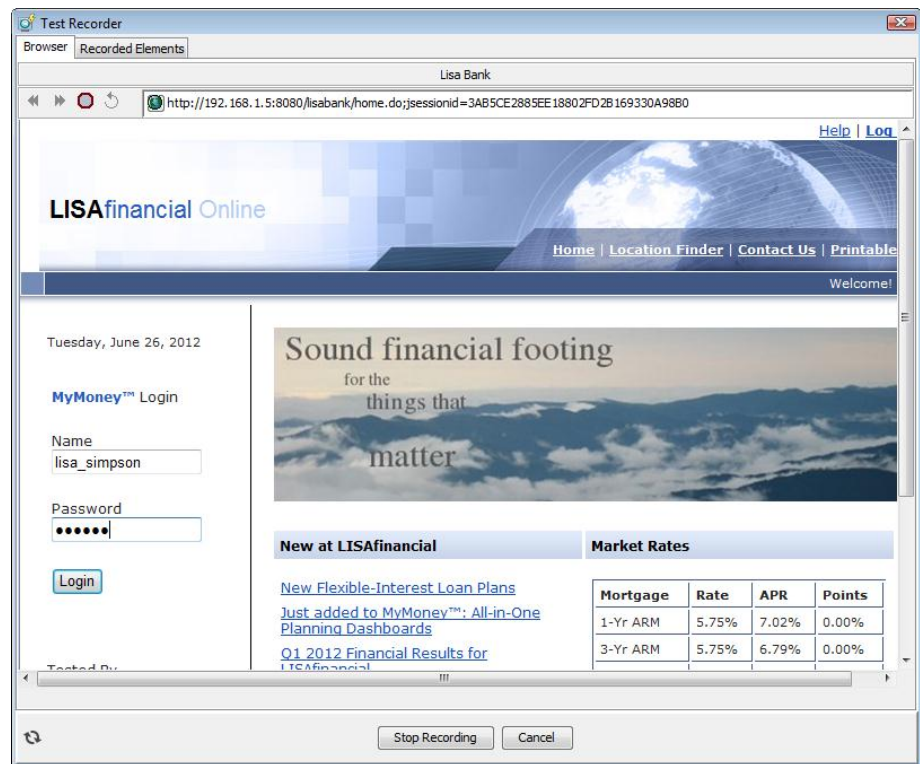 Test Recorder
Browser Recorded Elements
Lisa Bank
http://192.168.1.5:8080/lisabank/home.do;jsessionid=3AB5CE2885EE18802FD2B169330A98B0
Help | Log
LISAfinancial Online
Home | Location Finder | Contact Us | Printable
Welcome!
Tuesday, June 26, 2012
MyMoney™ Login
Name
lisa_simpson
Password
••••••
Login
Tested By
Sound financial footing
for the
things that
matter
New at LISAfinancial
New Flexible-Interest Loan Plans
Just added to MyMoney™: All-in-One
Planning Dashboards
Q1 2012 Financial Results for
LISAfinancial
Market Rates
Mortgage Rate APR Points
1-Yr ARM 5.75% 7.02% 0.00%
3-Yr ARM 5.75% 6.79% 0.00%
Stop Recording Cancel